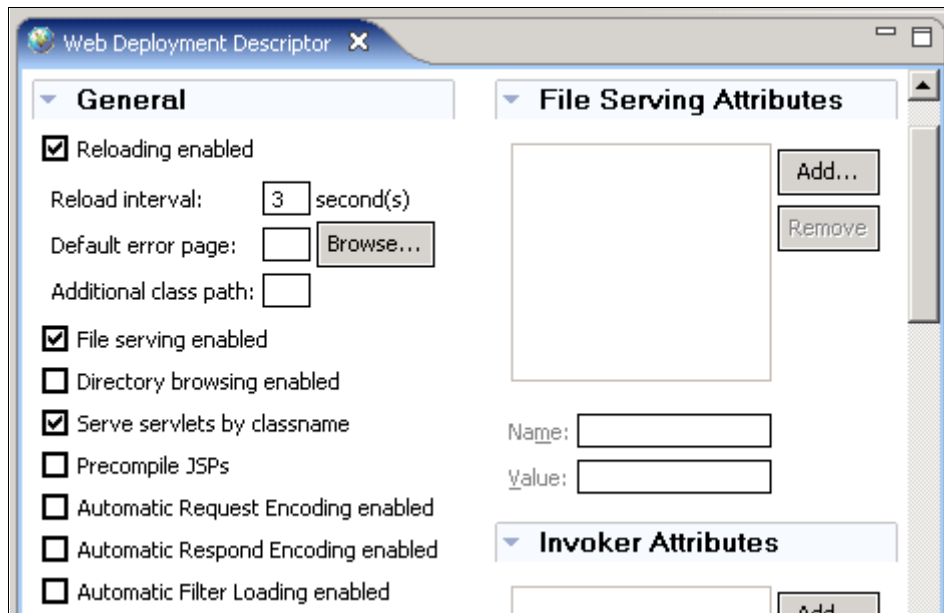 Web Deployment Descriptor
General
Reloading enabled
Reload interval: 3 second(s)
Default error page: Browse...
Additional class path:
File serving enabled
Directory browsing enabled
Serve servlets by classname
Precompile JSPs
Automatic Request Encoding enabled
Automatic Respond Encoding enabled
Automatic Filter Loading enabled
File Serving Attributes
Add...
Remove
Name:
Value:
Invoker Attributes
Add...